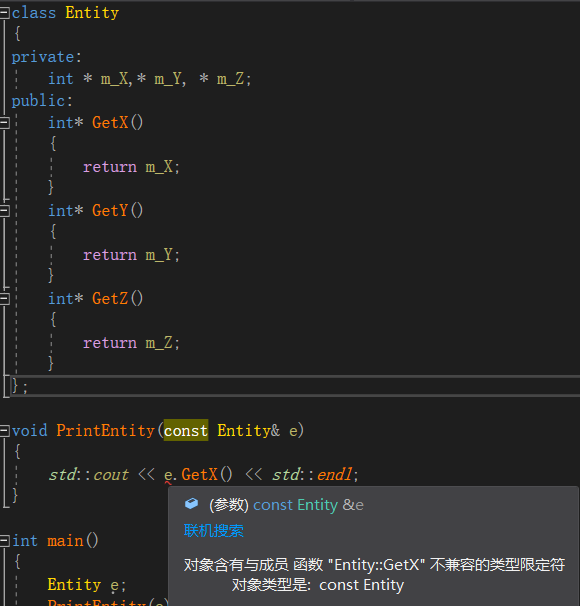 class Entity
{
private:
int * m_X,* m_Y, * m_Z;
public:
int* GetX()
{
return m_X;
}
int* GetY()
{
return m_Y;
}
int* GetZ()
{
return m_Z;
}
};
void PrintEntity(const Entity& e)
{
std::cout << e.GetX() << std::endl;
}
(参数) const Entity &e
联机搜索
对象含有与成员 函数 "Entity::GetX" 不兼容的类型限定符
对象类型是: const Entity
int main()
{
Entity e;
PrintEntity(e)